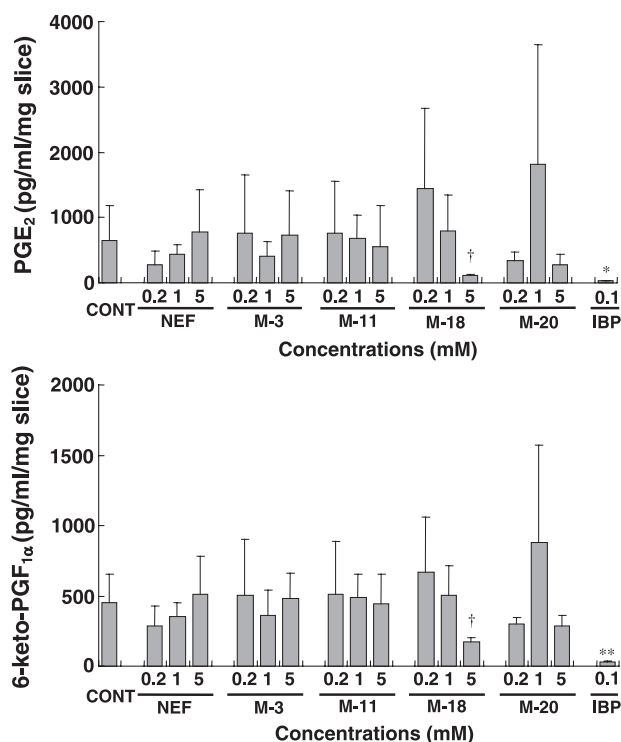 4000
3000
2000
1000
0
PGE₂ (pg/ml/mg slice)
†
*
0.2 1 5 0.2 1 5 0.2 1 5 0.2 1 5 0.2 1 5 0.1
CONT NEF M-3 M-11 M-18 M-20 IBP
Concentrations (mM)
2000
1500
1000
500
0
6-keto-PGF₁α (pg/ml/mg slice)
†
**
0.2 1 5 0.2 1 5 0.2 1 5 0.2 1 5 0.2 1 5 0.1
CONT NEF M-3 M-11 M-18 M-20 IBP
Concentrations (mM)